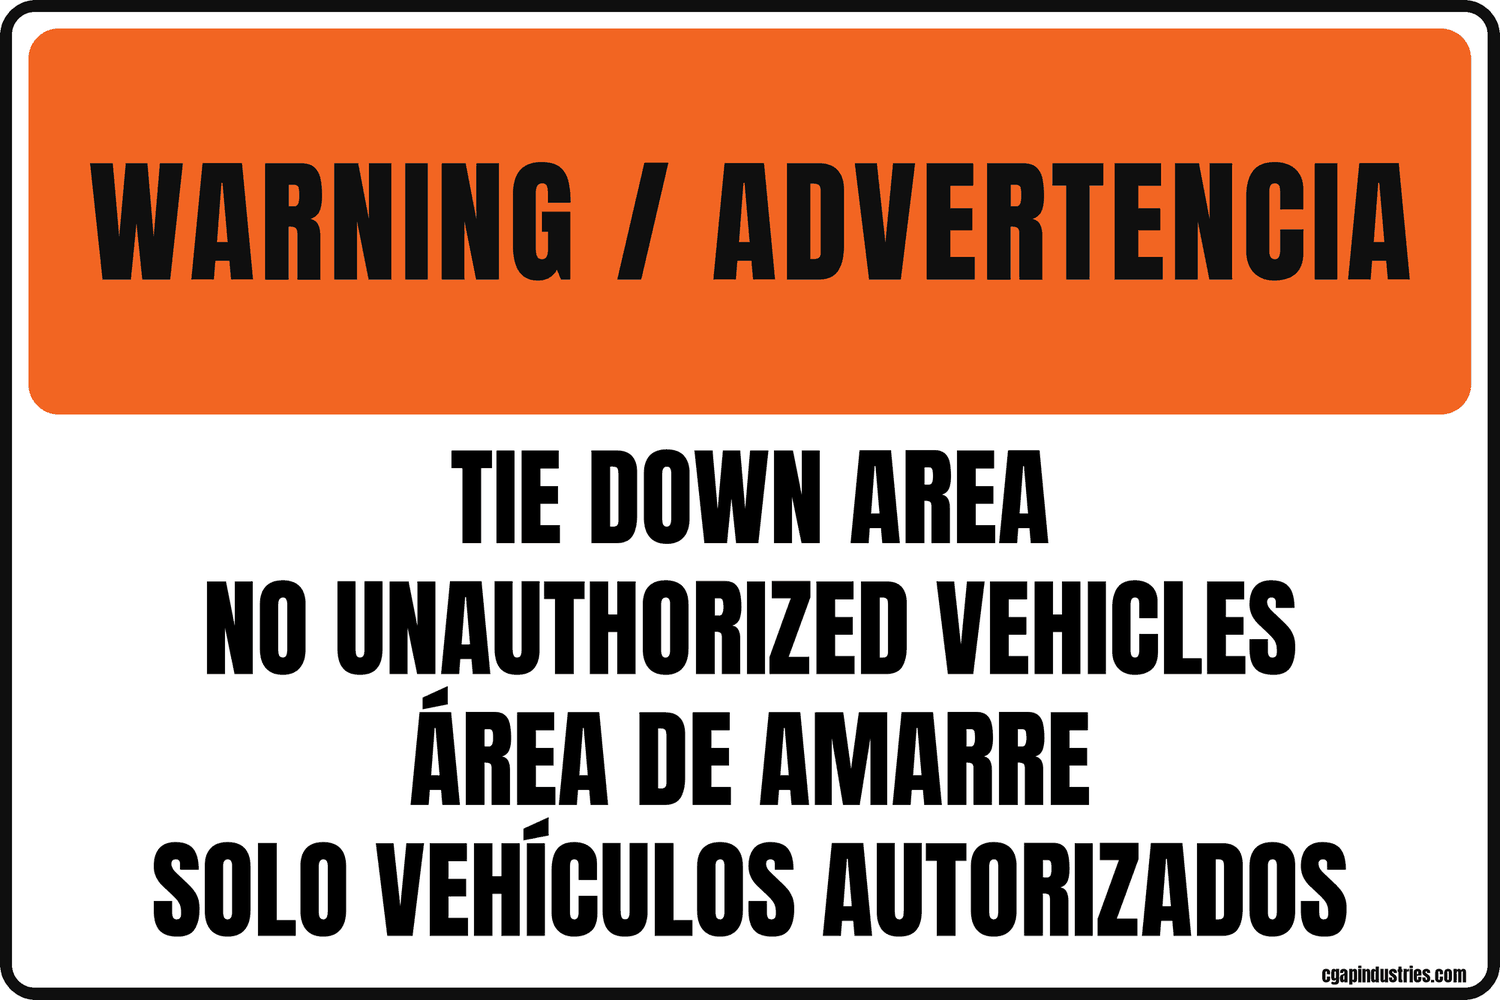 WARNING / ADVERTENCIA
TIE DOWN AREA
NO UNAUTHORIZED VEHICLES
ÁREA DE AMARRE
SOLO VEHÍCULOS AUTORIZADOS
cgapindustries.com